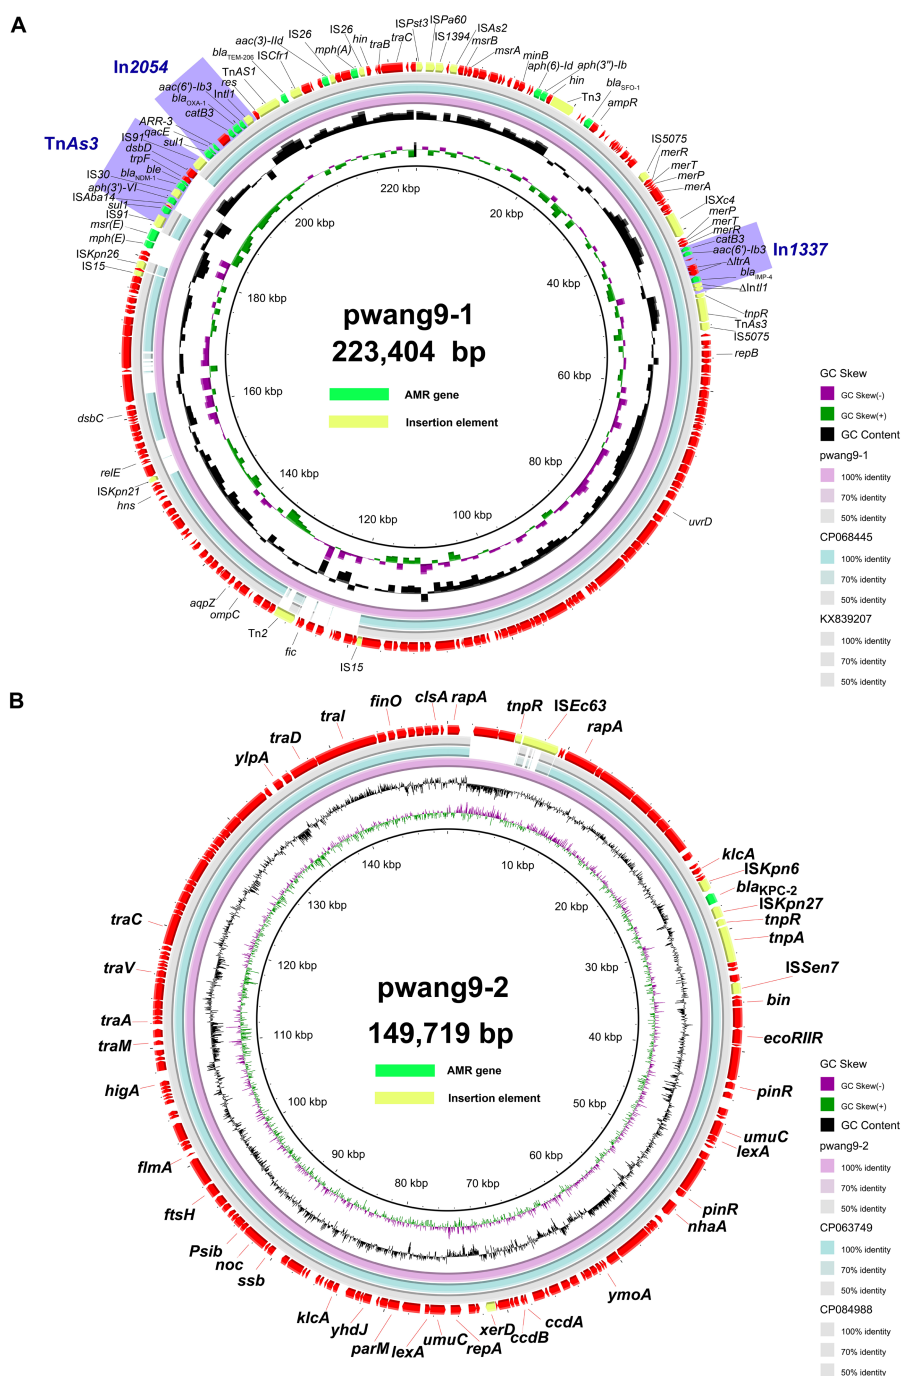 A
IS26
ISPst3
ISPa60
IS26
hin
traC
IS1394
ISAs2
aac(3)-IId
mph(A)
traB
msrB
msrA
blaTEM-206
ISCfr1
minB
aph(6)-Id
aph(3")-Ib
In2054
TnAS1
hin
res
blaSFO-1
aac(6')-Ib3
IntI1
Tn3
blaOXA-1
ampR
catB3
ARR-3
TnAs3
qacE
IS91
sul1
IS5075
dsbD
merR
trpF
ble
merT
IS30
blaNDM-1
merP
aph(3')-VI
merA
ISAba14
sul1
ISXc4
IS91
merP
msr(E)
merT
merR
mph(E)
catB3
In1337
aac(6')-Ib3
ISKpn26
ΔltrA
IS15
blaIMP-4
ΔIntI1
tnpR
TnAs3
IS5075
repB
dsbC
relE
ISKpn21
hns
uvrD
aqpZ
ompC
Tn2
fic
IS15
220 kbp
20 kbp
40 kbp
60 kbp
80 kbp
100 kbp
120 kbp
140 kbp
160 kbp
180 kbp
200 kbp
pwang9-1
223,404 bp
AMR gene
Insertion element
GC Skew
GC Skew(-)
GC Skew(+)
GC Content
pwang9-1
100% identity
70% identity
50% identity
CP068445
100% identity
70% identity
50% identity
KX839207
100% identity
70% identity
50% identity
B
clsA
rapA
finO
tnpR
ISEc63
traI
rapA
traD
ylpA
klcA
ISKpn6
blaKPC-2
ISKpn27
traC
tnpR
tnpA
traV
ISSen7
bin
traA
ecoRIIR
traM
higA
pinR
umuC
lexA
flmA
ftsH
pinR
nhaA
Psib
noc
ssb
ymoA
klcA
yhdJ
parM
lexA
umuC
repA
xerD
ccdB
ccdA
10 kbp
20 kbp
30 kbp
40 kbp
50 kbp
60 kbp
70 kbp
80 kbp
90 kbp
100 kbp
110 kbp
120 kbp
130 kbp
140 kbp
pwang9-2
149,719 bp
AMR gene
Insertion element
GC Skew
GC Skew(-)
GC Skew(+)
GC Content
pwang9-2
100% identity
70% identity
50% identity
CP063749
100% identity
70% identity
50% identity
CP084988
100% identity
70% identity
50% identity